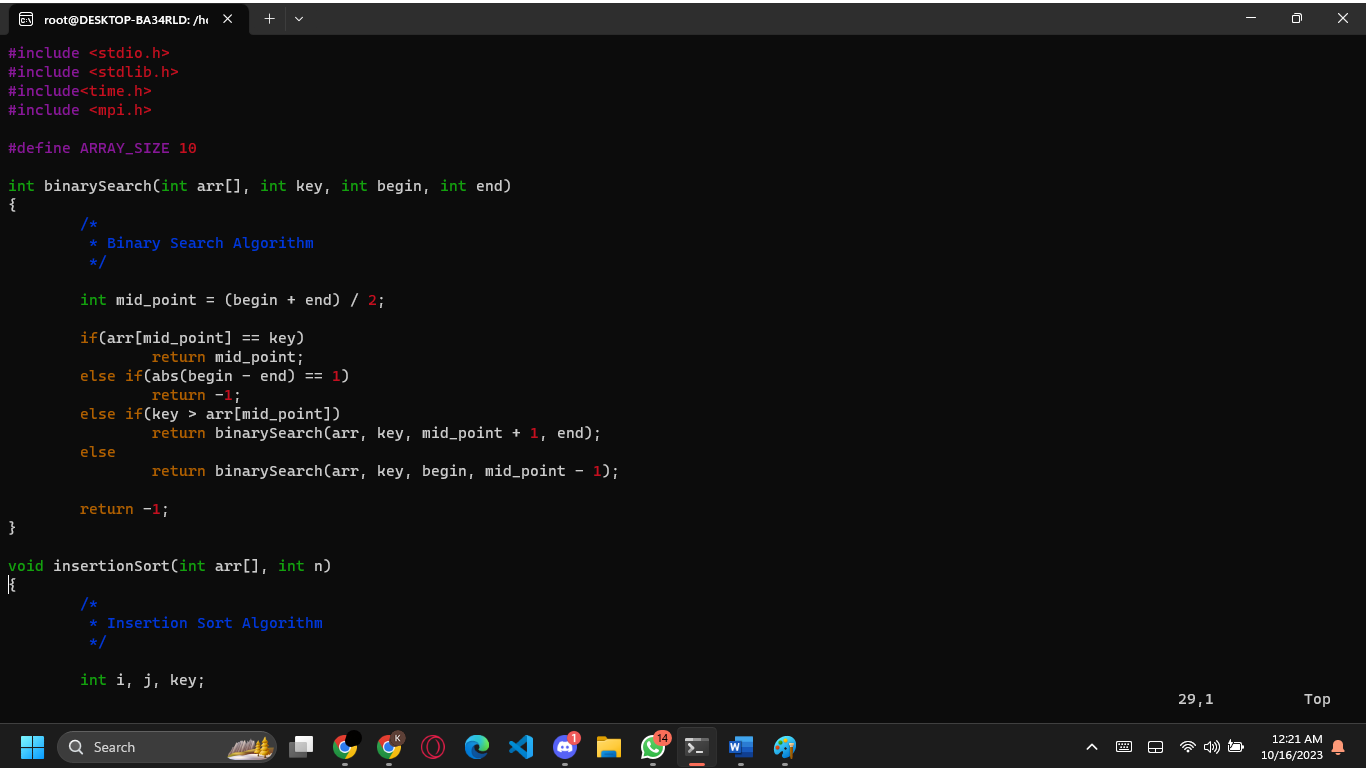 root@DESKTOP-BA34RLD: /h
#include <stdio.h>
#include <stdlib.h>
#include<time.h>
#include <mpi.h>
#define ARRAY_SIZE 10
int binarySearch(int arr[], int key, int begin, int end)
{
/*
* Binary Search Algorithm
*/
int mid_point = (begin + end) / 2;
if(arr[mid_point] == key)
return mid_point;
else if(abs(begin - end) == 1)
return -1;
else if(key > arr[mid_point])
return binarySearch(arr, key, mid_point + 1, end);
else
return binarySearch(arr, key, begin, mid_point - 1);
return -1;
}
void insertionSort(int arr[], int n)
{
/*
* Insertion Sort Algorithm
*/
int i, j, key;
29,1 Top
Search
K
1
14
12:21 AM
10/16/2023